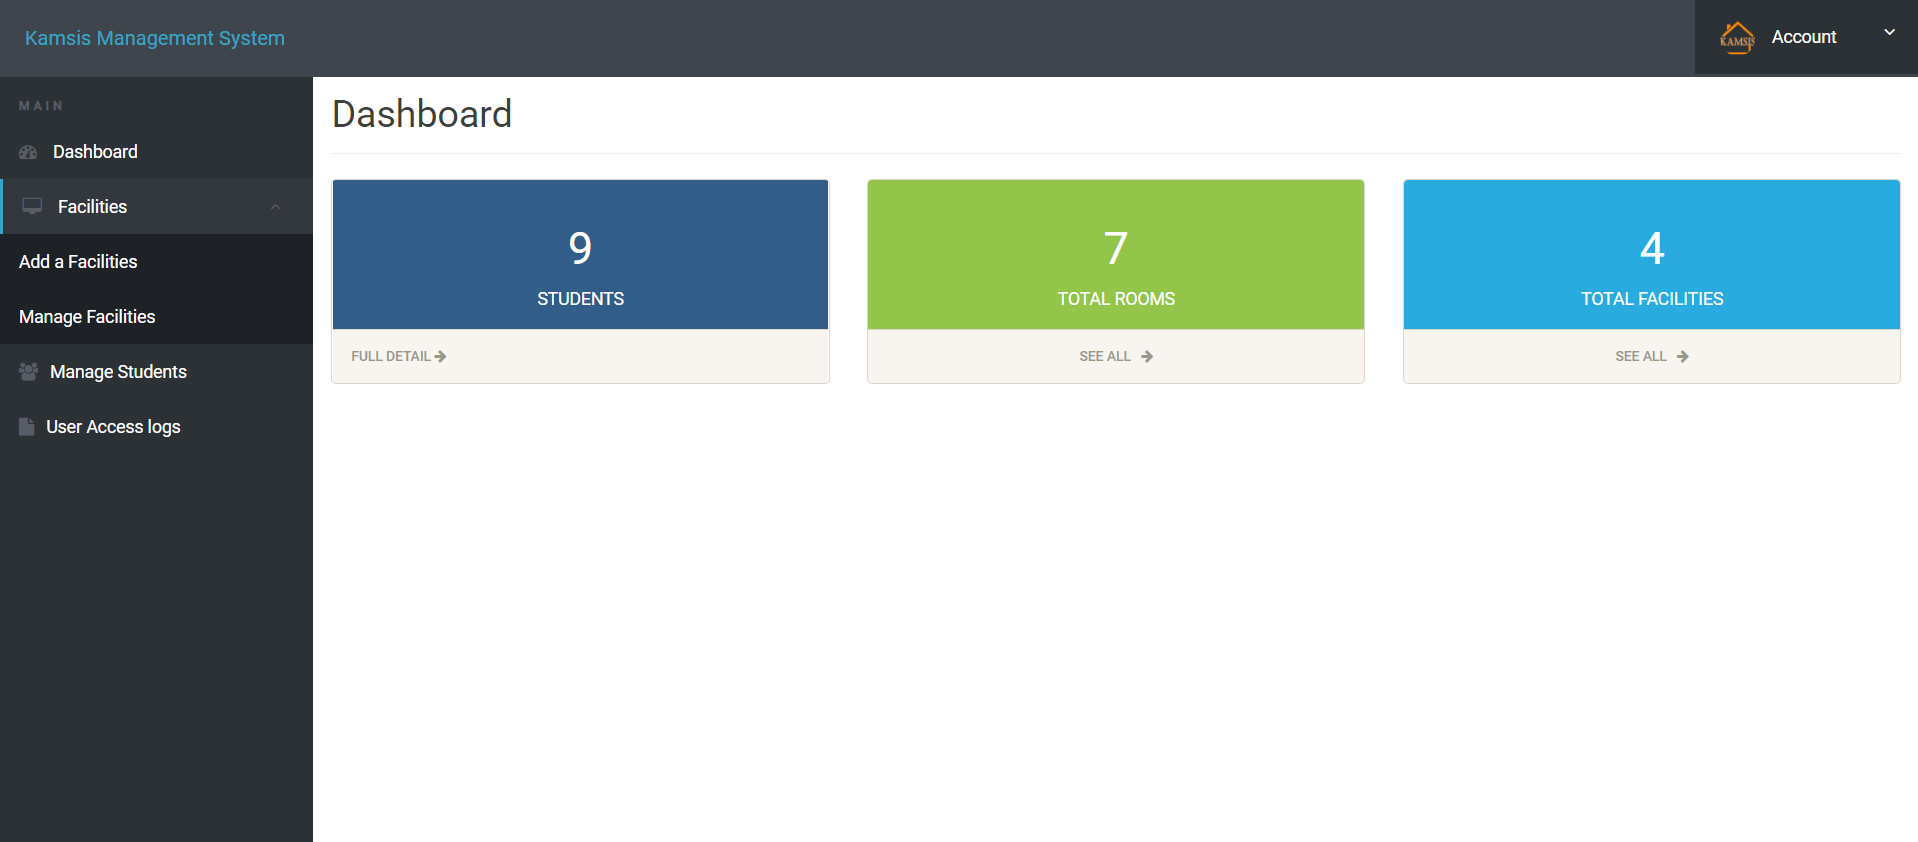 Kamsis Management System
KAMSIS
Account
MAIN
Dashboard
Facilities
Add a Facilities
Manage Facilities
Manage Students
User Access logs
Dashboard
9
STUDENTS
FULL DETAIL
7
TOTAL ROOMS
SEE ALL
4
TOTAL FACILITIES
SEE ALL